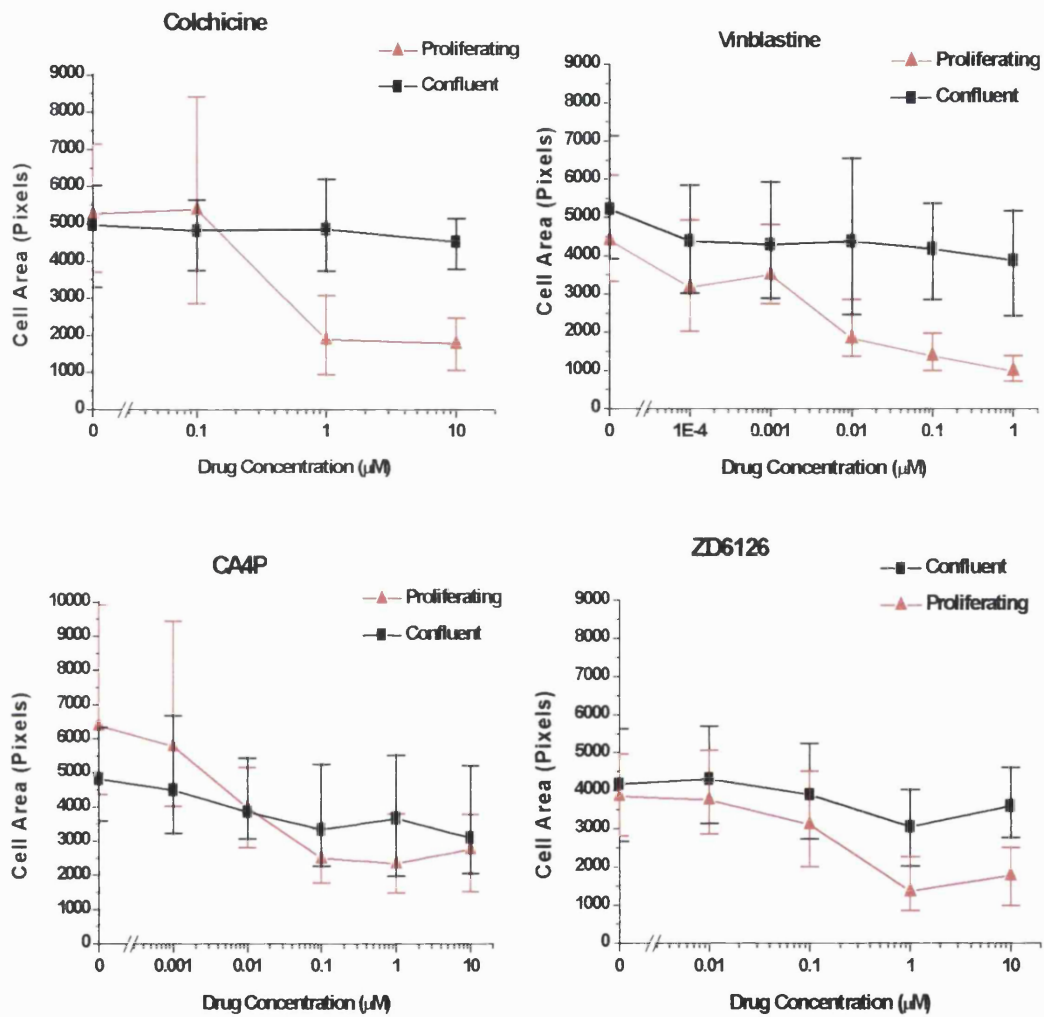 Colchicine
Proliferating
Confluent
9000
8000
7000
6000
5000
4000
3000
2000
1000
0
Cell Area (Pixels)
0 0.1 1 10
Drug Concentration (μM)
Vinblastine
Proliferating
Confluent
9000
8000
7000
6000
5000
4000
3000
2000
1000
0
Cell Area (Pixels)
0 1E-4 0.001 0.01 0.1 1
Drug Concentration (μM)
CA4P
Proliferating
Confluent
10000
9000
8000
7000
6000
5000
4000
3000
2000
1000
0
Cell Area (Pixels)
0 0.001 0.01 0.1 1 10
Drug Concentration (μM)
ZD6126
Confluent
Proliferating
9000
8000
7000
6000
5000
4000
3000
2000
1000
0
Cell Area (Pixels)
0 0.01 0.1 1 10
Drug Concentration (μM)